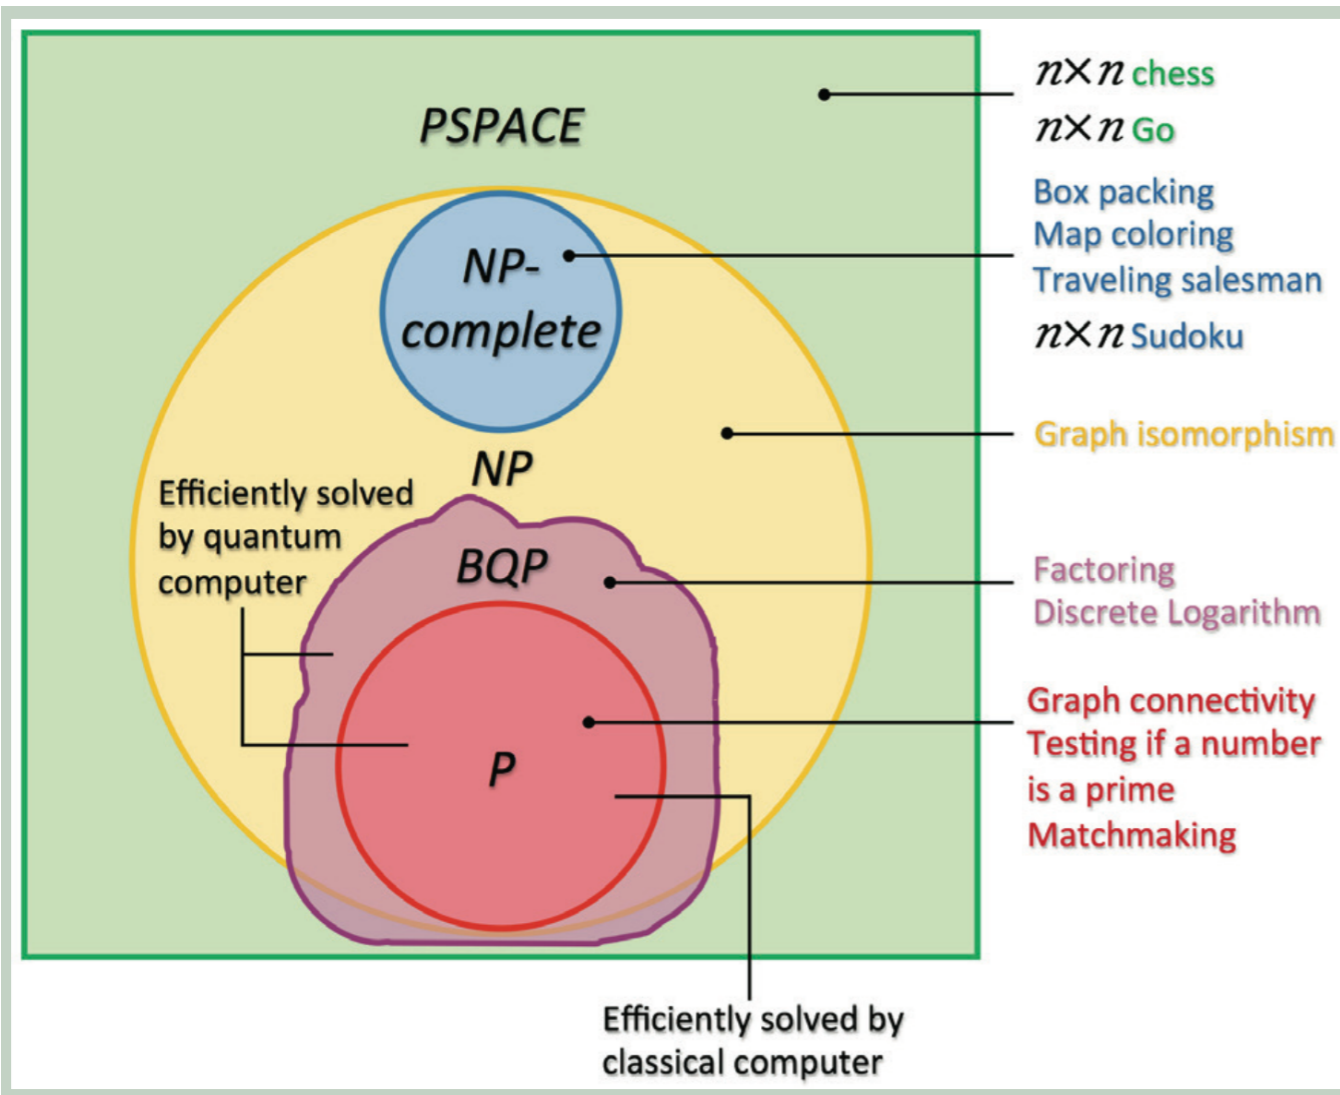 PSPACE
NP-
complete
NP
Efficiently solved
by quantum
computer
BQP
P
n×n chess
n×n Go
Box packing
Map coloring
Traveling salesman
n×n Sudoku
Graph isomorphism
Factoring
Discrete Logarithm
Graph connectivity
Testing if a number
is a prime
Matchmaking
Efficiently solved by
classical computer